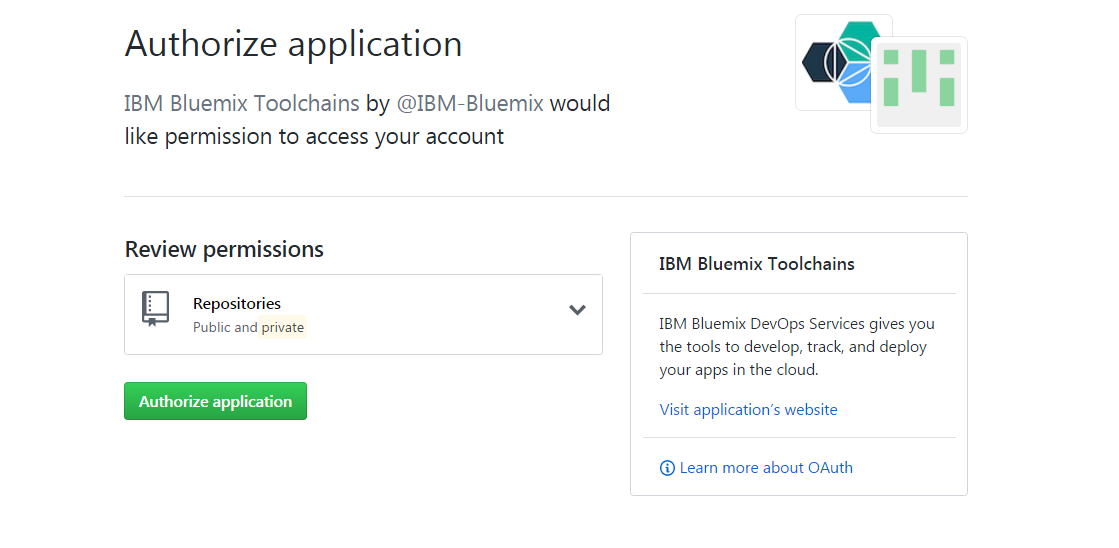 Authorize application
IBM Bluemix Toolchains by @IBM-Bluemix would
like permission to access your account
Review permissions
Repositories
Public and private
Authorize application
IBM Bluemix Toolchains
IBM Bluemix DevOps Services gives you
the tools to develop, track, and deploy
your apps in the cloud.
Visit application's website
Learn more about OAuth